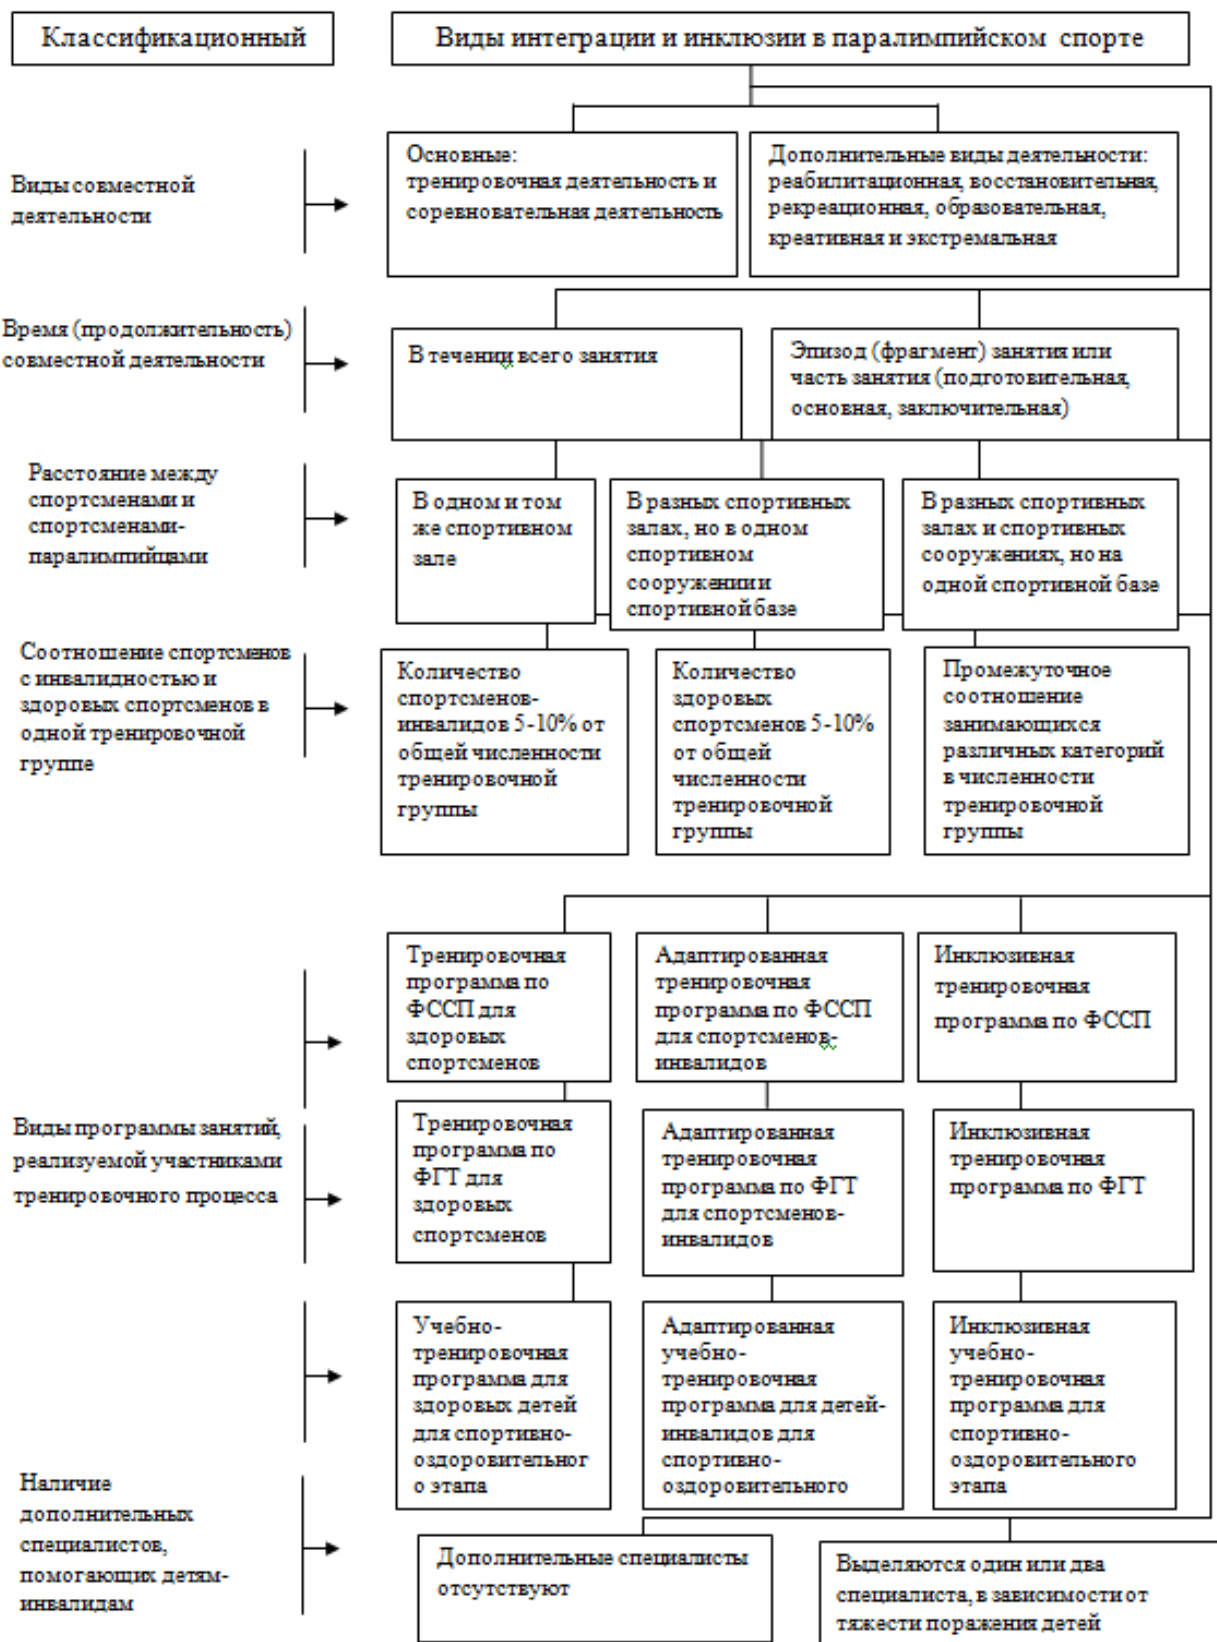 Классификационный
Виды интеграции и инклюзии в паралимпийском спорте
Виды совместной
деятельности
Основные:
тренировочная деятельность и
соревновательная деятельность
Дополнительные виды деятельности:
реабилитационная, восстановительная,
рекреационная, образовательная,
креативная и экстремальная
Время (продолжительность)
совместной деятельности
В течении всего занятия
Эпизод (фрагмент) занятия или
часть занятия (подготовительная,
основная, заключительная)
Расстояние между
спортсменами и
спортсменами-
паралимпийцами
В одном и том
же спортивном
зале
В разных спортивных
залах, но в одном
спортивном
сооружении и
спортивной базе
В разных спортивных
залах и спортивных
сооружениях, но на
одной спортивной базе
Соотношение спортсменов
с инвалидностью и
здоровых спортсменов в
одной тренировочной
группе
Количество
спортсменов-
инвалидов 5-10% от
общей численности
тренировочной
группы
Количество
здоровых
спортсменов 5-10%
от общей
численности
тренировочной
группы
Промежуточное
соотношение
занимающихся
различных категорий
в численности
тренировочной
группы
Виды программы занятий,
реализуемой участниками
тренировочного процесса
Тренировочная
программа по
ФССП для
здоровых
спортсменов
Адаптированная
тренировочная
программа по ФССП
для спортсменов-
инвалидов
Инклюзивная
тренировочная
программа по ФССП
Тренировочная
программа по
ФГТ для
здоровых
спортсменов
Адаптированная
тренировочная
программа по ФГТ
для спортсменов-
инвалидов
Инклюзивная
тренировочная
программа по ФГТ
Учебно-
тренировочная
программа для
здоровых детей
для спортивно-
оздоровительног
о этапа
Адаптированная
учебно-
тренировочная
программа для детей-
инвалидов для
спортивно-
оздоровительного
Инклюзивная
учебно-
тренировочная
программа для
спортивно-
оздоровительного
этапа
Наличие
дополнительных
специалистов,
помогающих детям-
инвалидам
Дополнительные специалисты
отсутствуют
Выделяются один или два
специалиста, в зависимости от
тяжести поражения детей